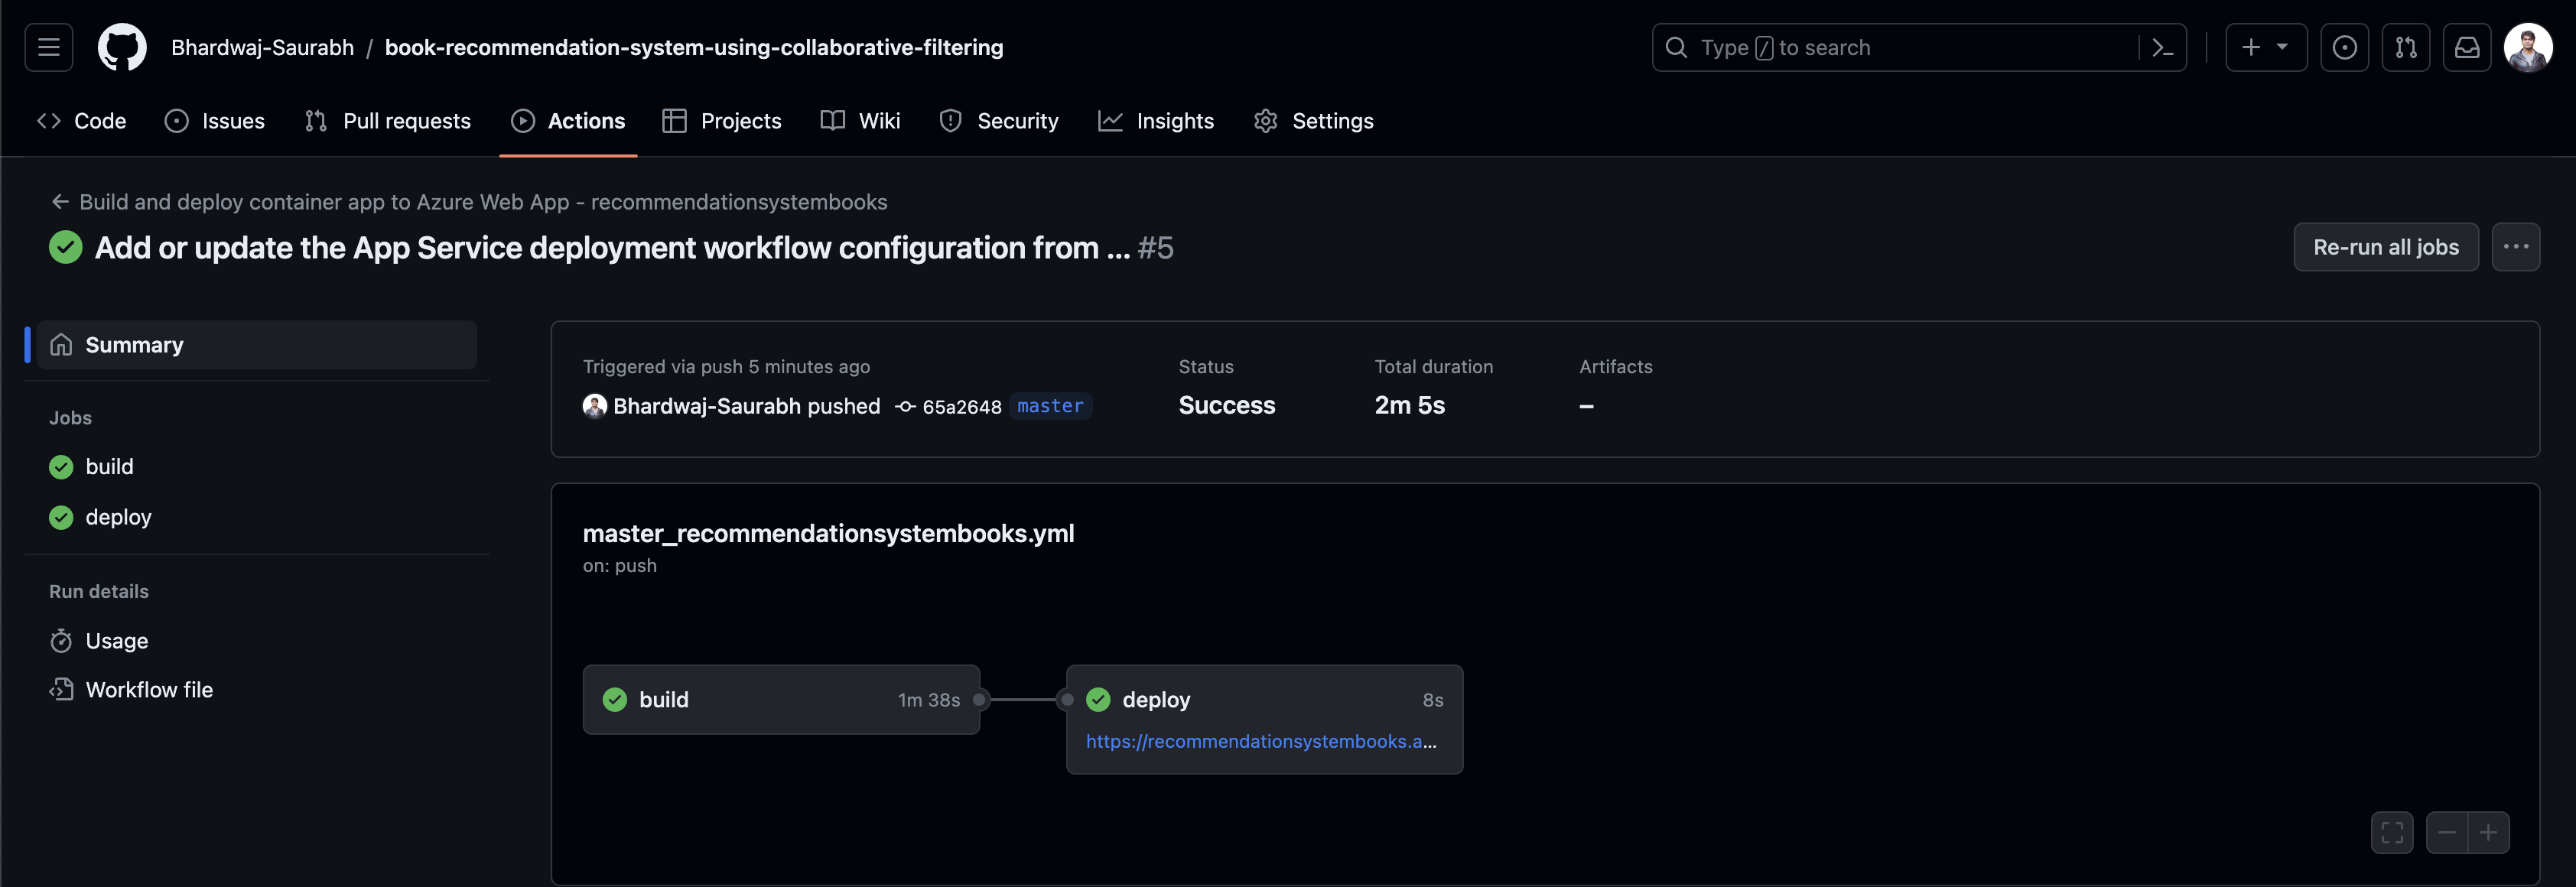 Bhardwaj-Saurabh / book-recommendation-system-using-collaborative-filtering
Type / to search
Code Issues Pull requests Actions Projects Wiki Security Insights Settings
Build and deploy container app to Azure Web App - recommendationsystembooks
Add or update the App Service deployment workflow configuration from ... #5
Re-run all jobs
Summary
Jobs
build
deploy
Run details
Usage
Workflow file
Triggered via push 5 minutes ago
Bhardwaj-Saurabh pushed 65a2648 master
Status
Success
Total duration
2m 5s
Artifacts
–
master_recommendationsystembooks.yml
on: push
build 1m 38s
deploy 8s
https://recommendationsystembooks.a...